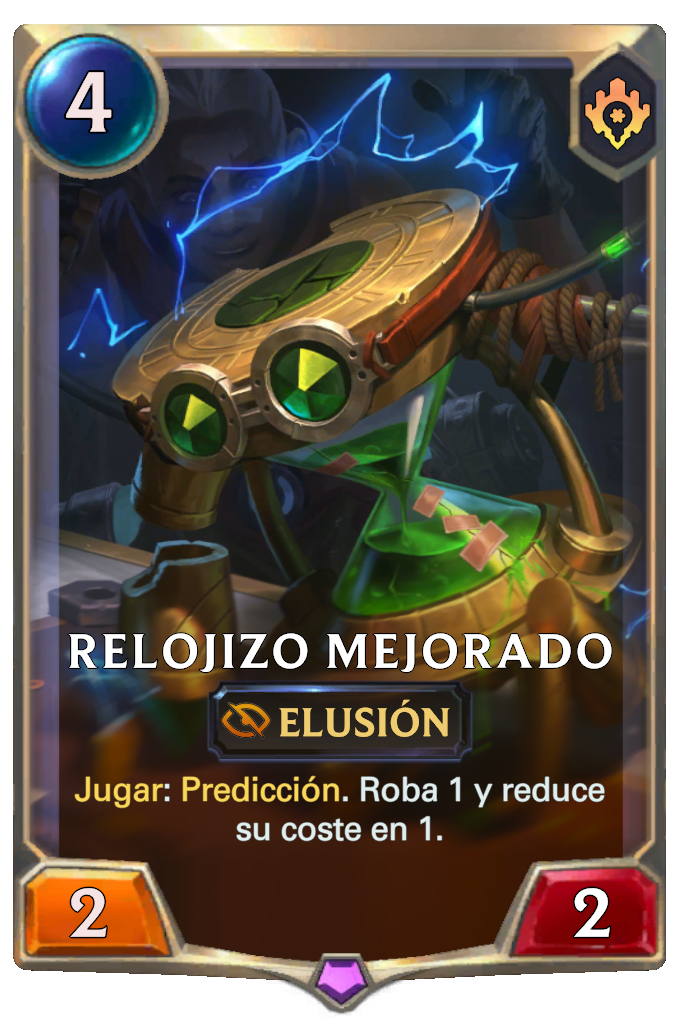 4
RELOJIZO MEJORADO
ELUSIÓN
Jugar: Predicción. Roba 1 y reduce
su coste en 1.
2 2